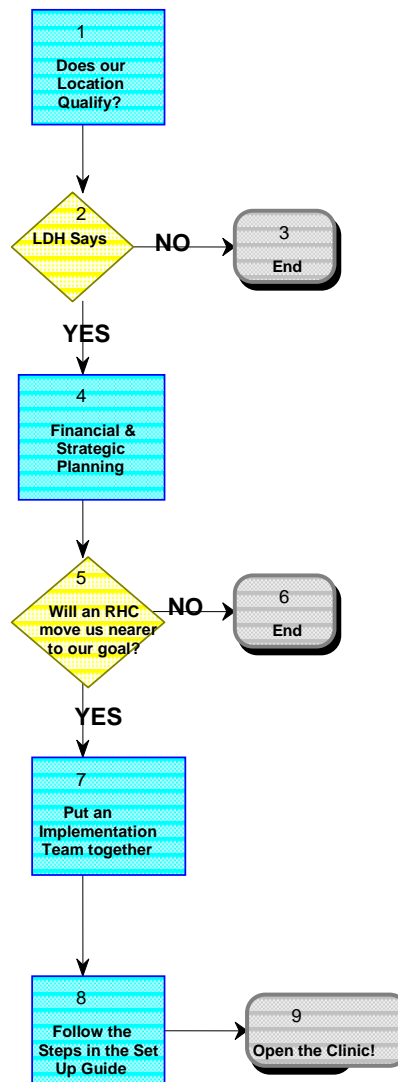 1
Does our
Location
Qualify?
2
LDH Says
NO
3
End
YES
4
Financial &
Strategic
Planning
5
Will an RHC
move us nearer
to our goal?
NO
6
End
YES
7
Put an
Implementation
Team together
8
Follow the
Steps in the Set
Up Guide
9
Open the Clinic!